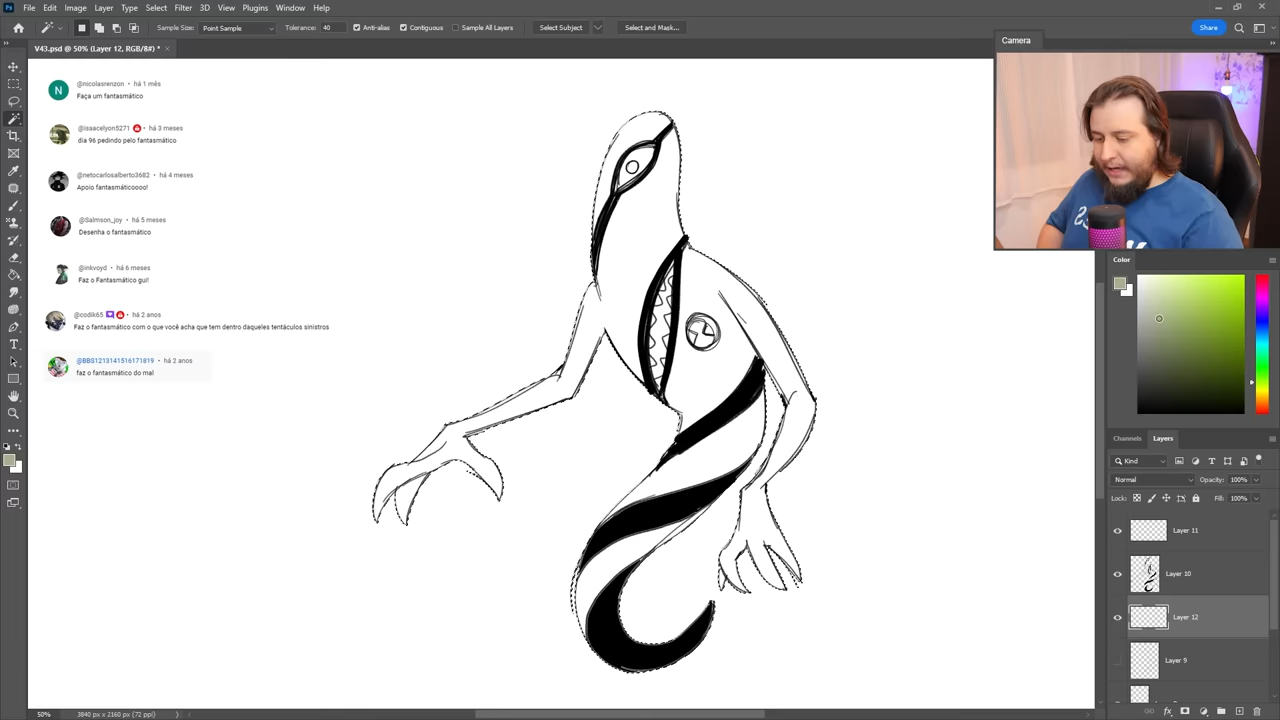 File Edit Image Layer Type Select Filter 3D View Plugins Window Help
Sample Size: Point Sample Tolerance: 40 Anti-alias Contiguous Sample All Layers Select Subject Select and Mask... Share
V43.psd @ 50% (Layer 12, RGB/8#) *
Camera
N
@nicolasrenzon • há 1 mês
Faça um fantasmático
@isaacelyon5271 • há 3 meses
dia 96 pedindo pelo fantasmático
@netocarlosalberto3682 • há 4 meses
Apoio fantasmáticoooo!
@Salmson_joy • há 5 meses
Desenha o fantasmático
@inkvoyd • há 6 meses
Faz o Fantasmático gui!
@codik65 • há 2 anos
Faz o fantasmático com o que você acha que tem dentro daqueles tentáculos sinistros
@BBG1213141516171819 • há 2 anos
faz o fantasmático do mal
Color
Channels Layers
Kind
Normal Opacity: 100%
Lock: Fill: 100%
Layer 11
Layer 10
Layer 12
Layer 9
50% 3840 px x 2160 px (72 ppi)